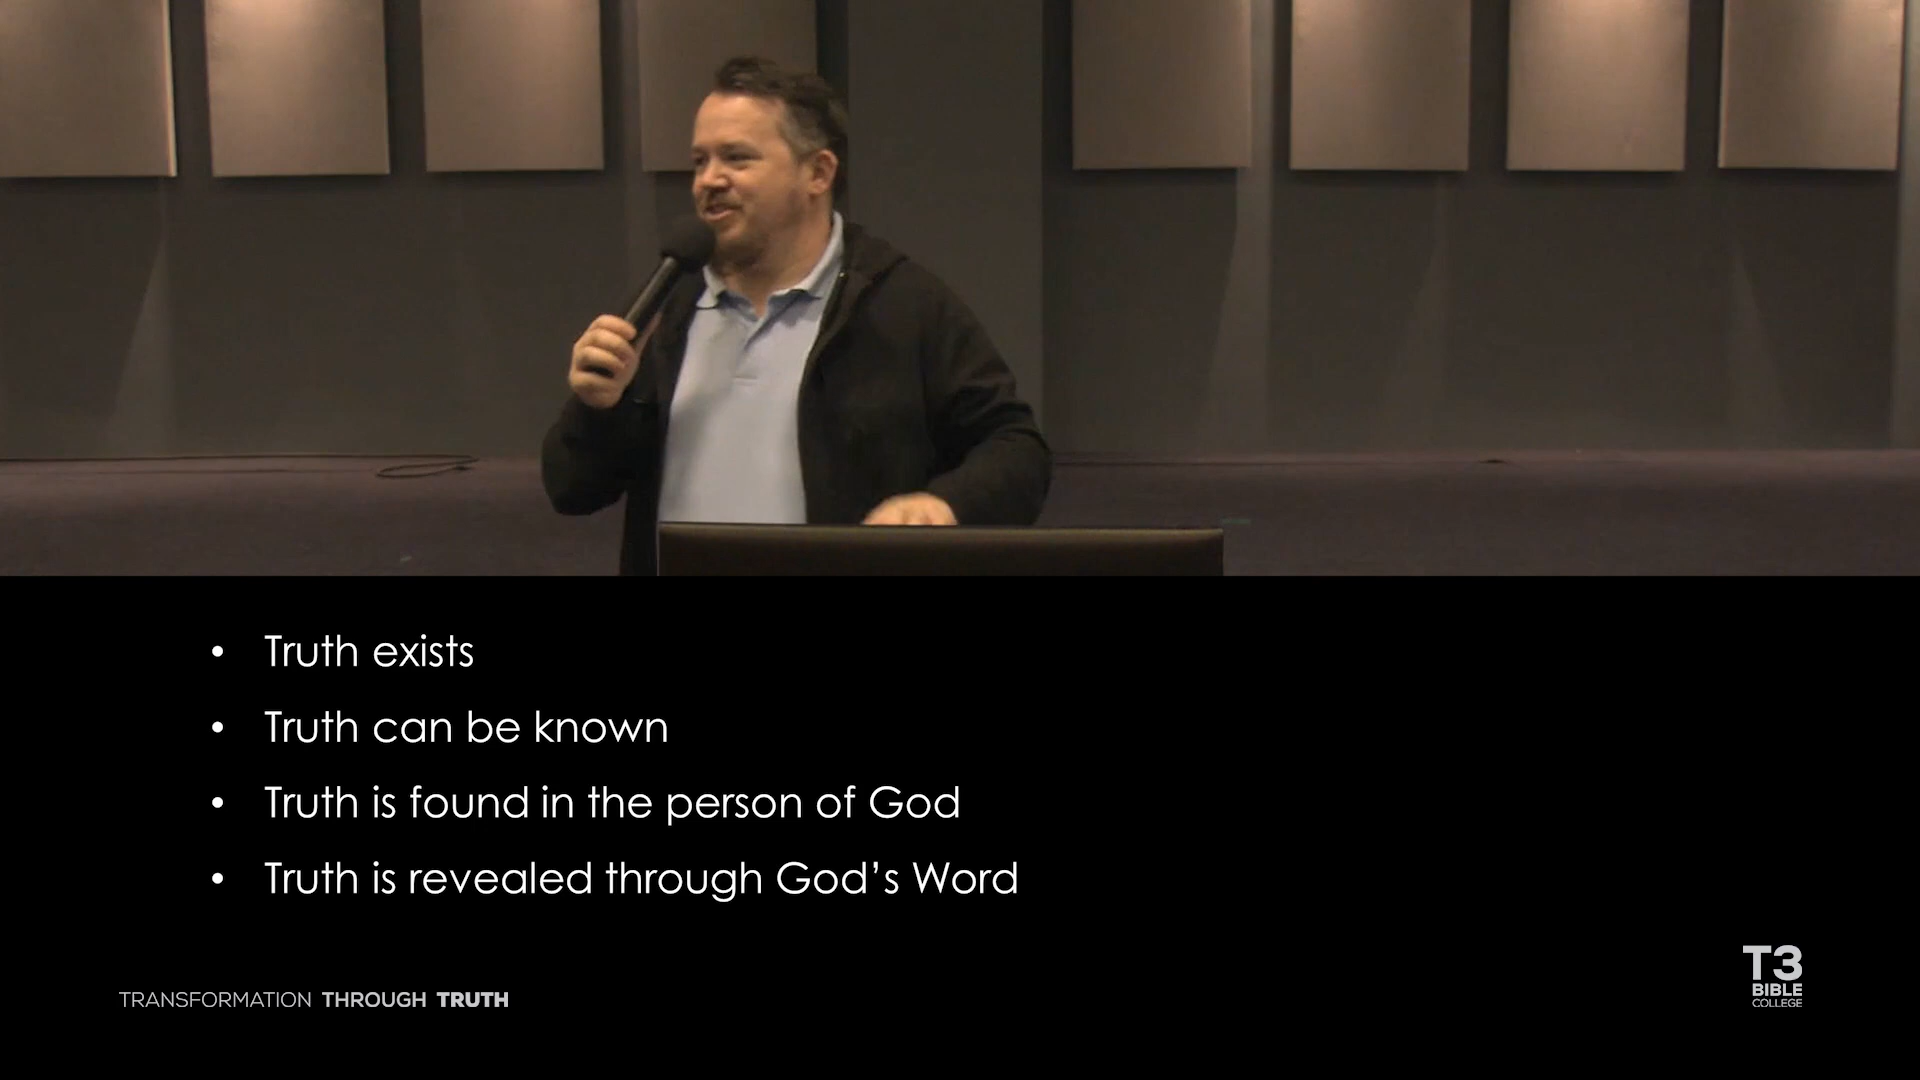 • Truth exists
• Truth can be known
• Truth is found in the person of God
• Truth is revealed through God’s Word
TRANSFORMATION THROUGH TRUTH
T3
BIBLE
COLLEGE